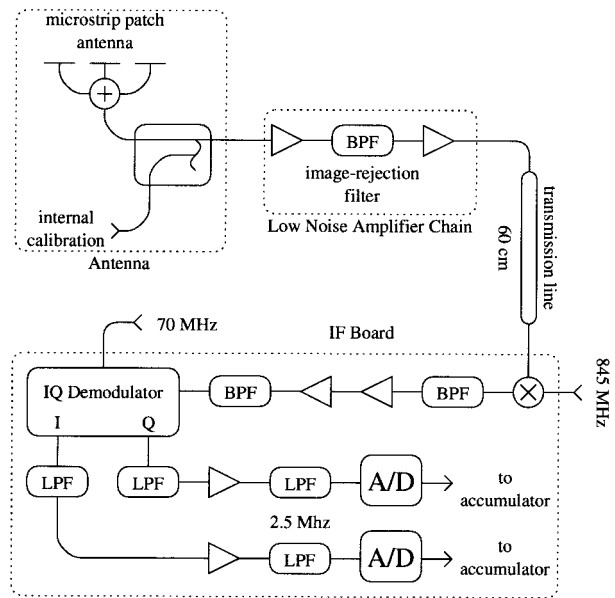 microstrip patch
antenna
+
BPF
image-rejection
filter
internal
calibration
Low Noise Amplifier Chain
Antenna
transmission line
60 cm
70 MHz
IF Board
845 MHz
IQ Demodulator
I Q
BPF
BPF
LPF
LPF
LPF
A/D
to
accumulator
2.5 Mhz
LPF
A/D
to
accumulator